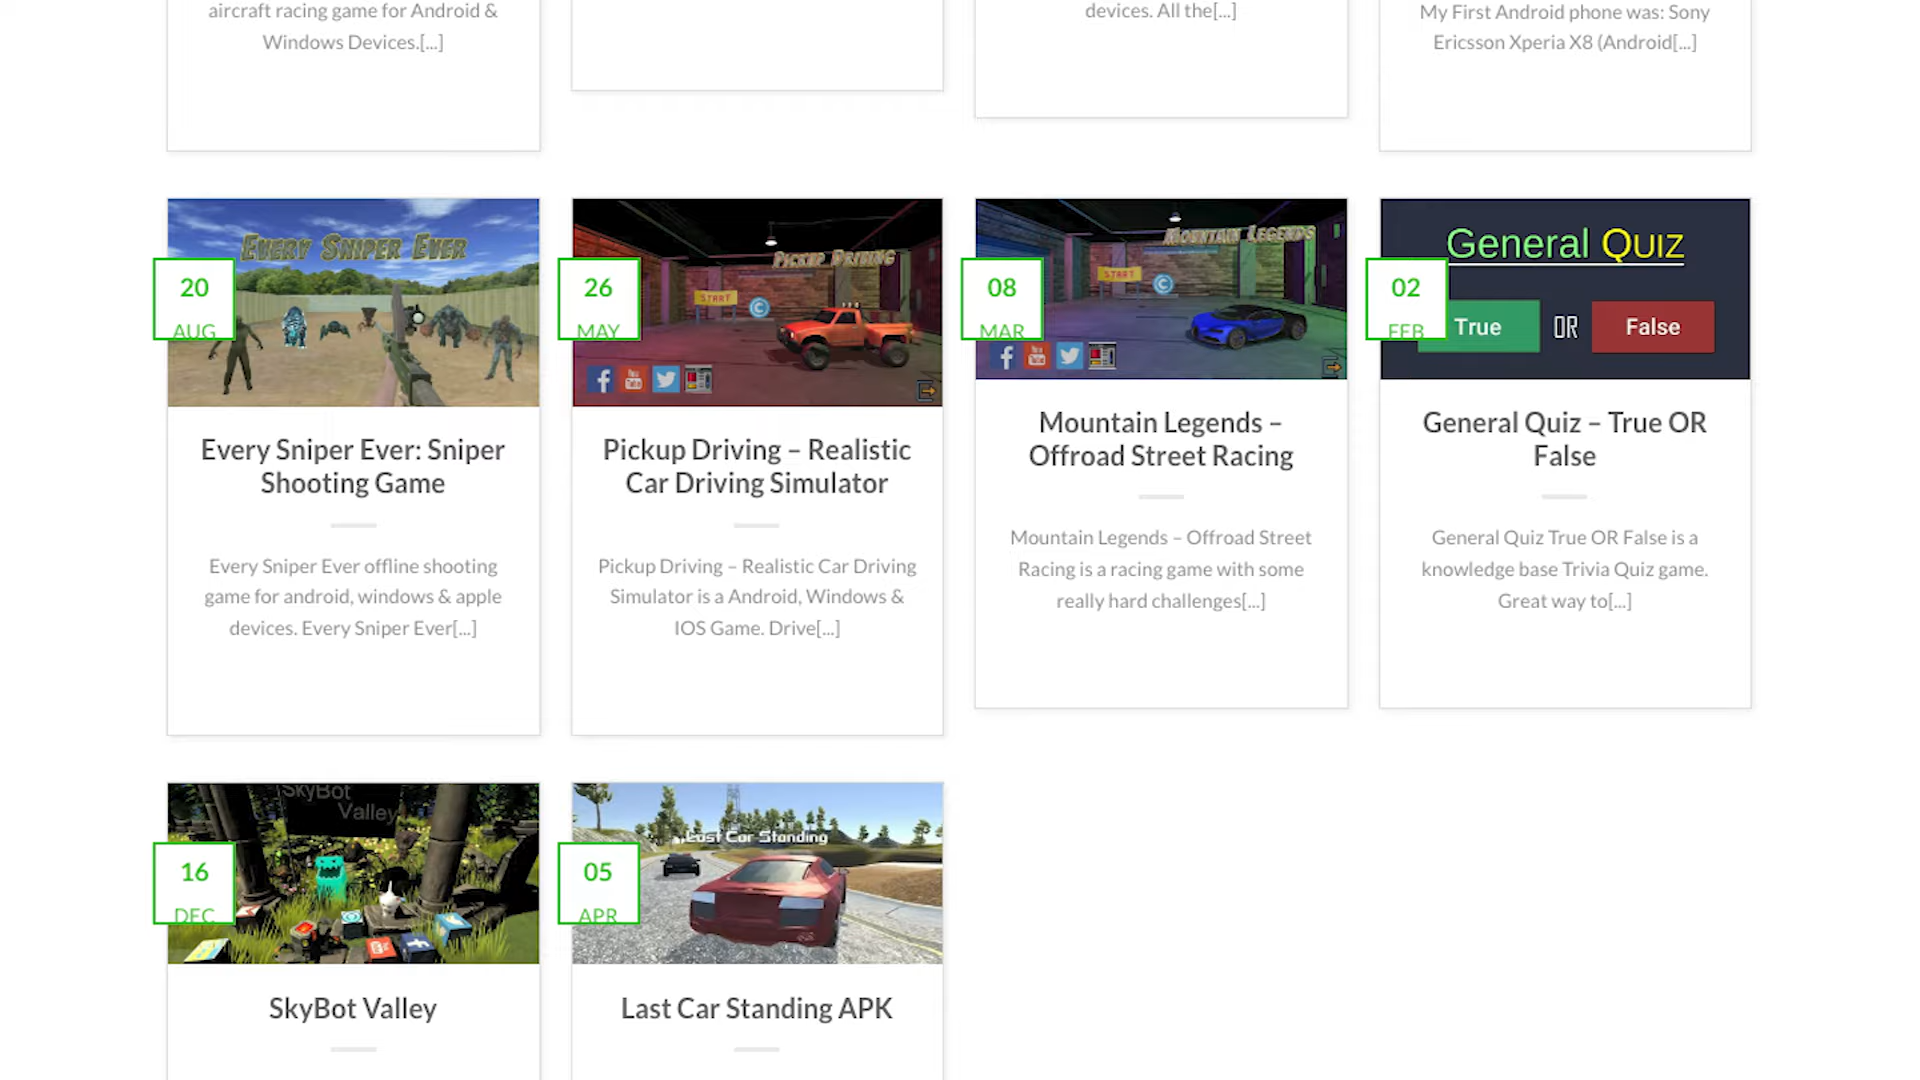 aircraft racing game for Android &
Windows Devices.[...]
devices. All the[...]
My First Android phone was: Sony
Ericsson Xperia X8 (Android[...]
EVERY SNIPER EVER
20
AUG
Every Sniper Ever: Sniper
Shooting Game
Every Sniper Ever offline shooting
game for android, windows & apple
devices. Every Sniper Ever[...]
PICKUP DRIVING
START
26
MAY
Pickup Driving – Realistic
Car Driving Simulator
Pickup Driving – Realistic Car Driving
Simulator is a Android, Windows &
IOS Game. Drive[...]
MOUNTAIN LEGENDS
START
08
MAR
Mountain Legends –
Offroad Street Racing
Mountain Legends – Offroad Street
Racing is a racing game with some
really hard challenges[...]
General Quiz
02
FEB
True OR False
General Quiz – True OR
False
General Quiz True OR False is a
knowledge base Trivia Quiz game.
Great way to[...]
SkyBot
Valley
16
DEC
SkyBot Valley
Last Car Standing
05
APR
Last Car Standing APK